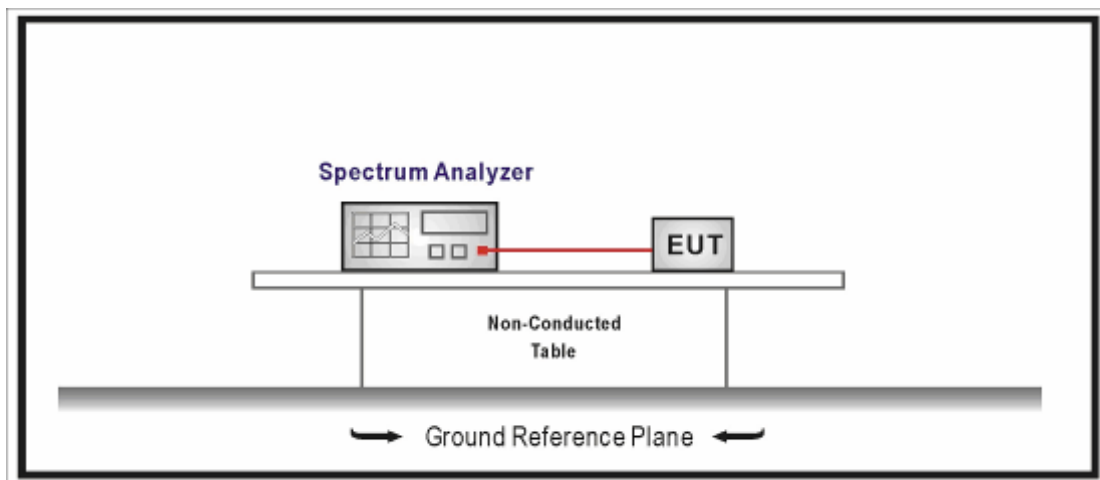 Spectrum Analyzer
EUT
Non-Conducted
Table
Ground Reference Plane